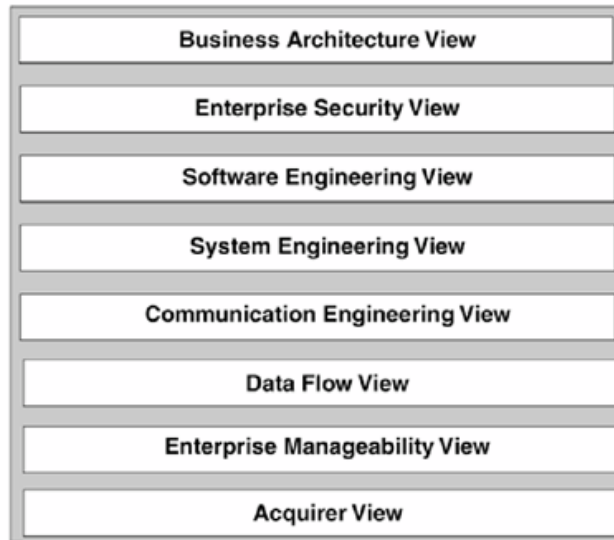 Business Architecture View
Enterprise Security View
Software Engineering View
System Engineering View
Communication Engineering View
Data Flow View
Enterprise Manageability View
Acquirer View